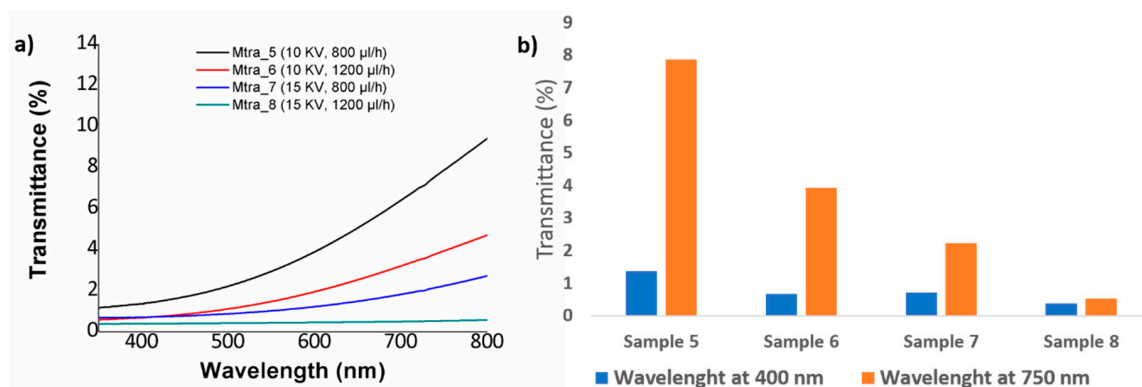 a)
Transmittance (%)
14
12
10
8
6
4
2
0
Mtra_5 (10 KV, 800 µl/h)
Mtra_6 (10 KV, 1200 µl/h)
Mtra_7 (15 KV, 800 µl/h)
Mtra_8 (15 KV, 1200 µl/h)
400 500 600 700 800
Wavelength (nm)
b)
Transmittance (%)
9
8
7
6
5
4
3
2
1
0
Sample 5 Sample 6 Sample 7 Sample 8
Wavelenght at 400 nm Wavelenght at 750 nm